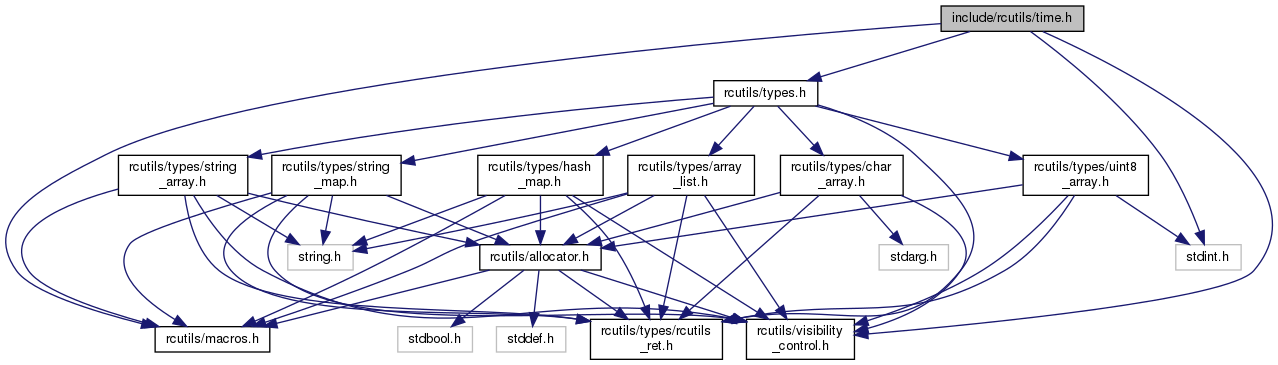 include/rcutils/time.h
rcutils/types.h
rcutils/types/string
_array.h
rcutils/types/string
_map.h
rcutils/types/hash
_map.h
rcutils/types/array
_list.h
rcutils/types/char
_array.h
rcutils/types/uint8
_array.h
string.h
rcutils/allocator.h
stdarg.h
stdint.h
rcutils/macros.h
stdbool.h
stddef.h
rcutils/types/rcutils
_ret.h
rcutils/visibility
_control.h